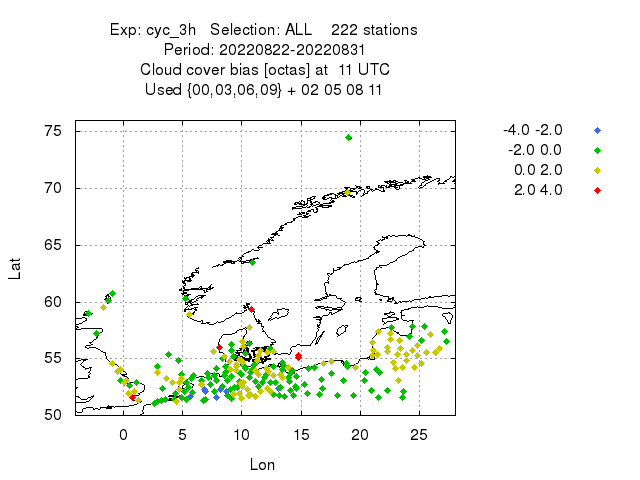 Exp: cyc_3h   Selection: ALL    222 stations
Period: 20220822-20220831
Cloud cover bias [octas] at  11 UTC
Used {00,03,06,09} + 02 05 08 11
-4.0 -2.0
-2.0 0.0
0.0 2.0
2.0 4.0
75
70
65
60
55
50
Lat
0 5 10 15 20 25
Lon